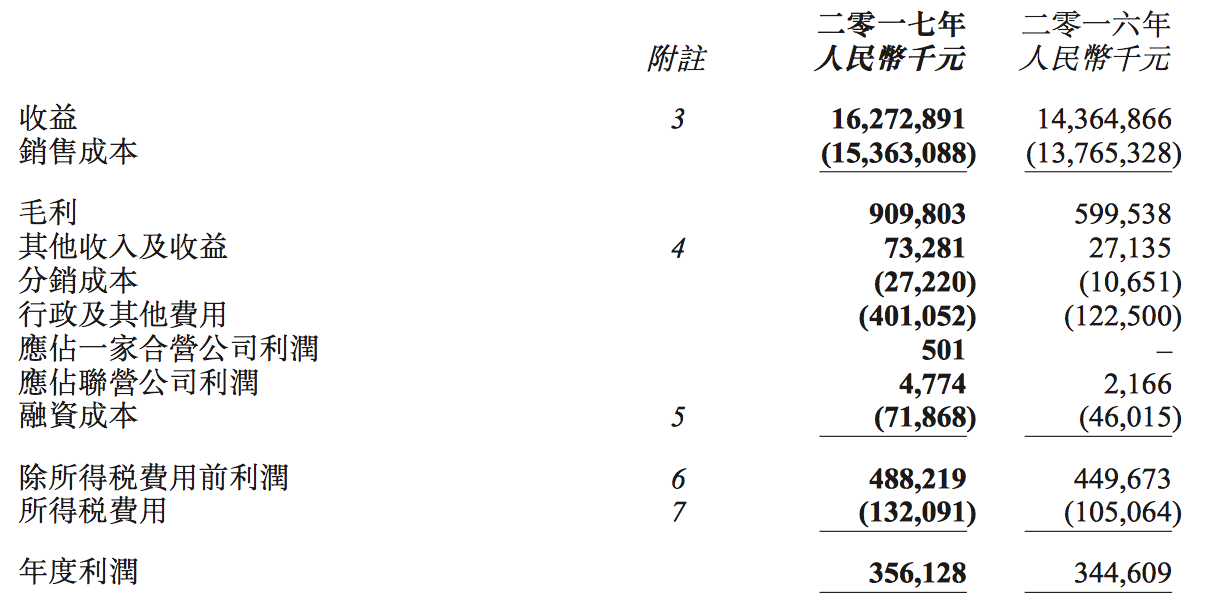 二零一七年 二零一六年
附註 人民幣千元 人民幣千元
收益 3 16,272,891 14,364,866
銷售成本 (15,363,088) (13,765,328)
毛利 909,803 599,538
其他收入及收益 4 73,281 27,135
分銷成本 (27,220) (10,651)
行政及其他費用 (401,052) (122,500)
應佔一家合營公司利潤 501 –
應佔聯營公司利潤 4,774 2,166
融資成本 5 (71,868) (46,015)
除所得稅費用前利潤 6 488,219 449,673
所得稅費用 7 (132,091) (105,064)
年度利潤 356,128 344,609